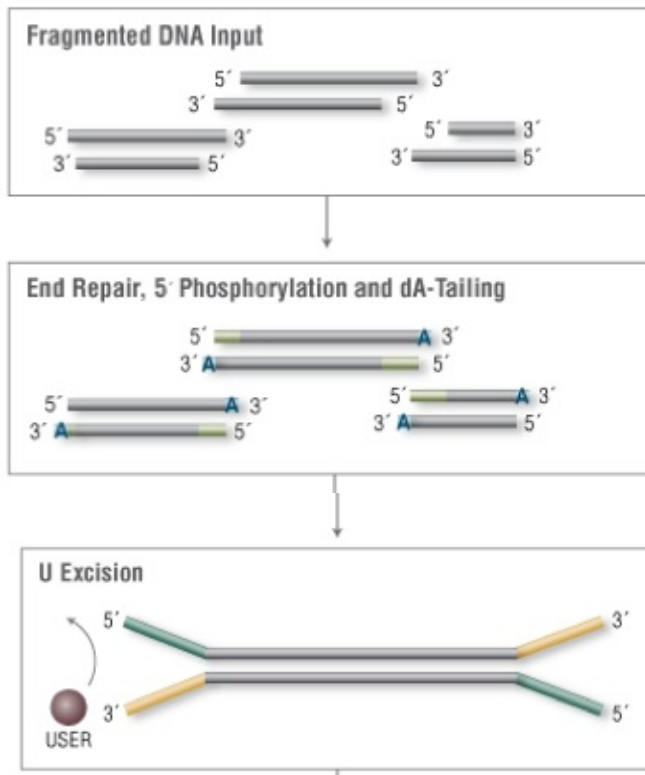 Fragmented DNA Input
5′ 3′
3′ 5′
5′ 3′
3′ 5′
5′ 3′
3′ 5′
End Repair, 5′ Phosphorylation and dA-Tailing
5′ A 3′
3′ A 5′
5′ A 3′
3′ A 5′
5′ A 3′
3′ A 5′
U Excision
5′ 3′
3′ 5′
USER